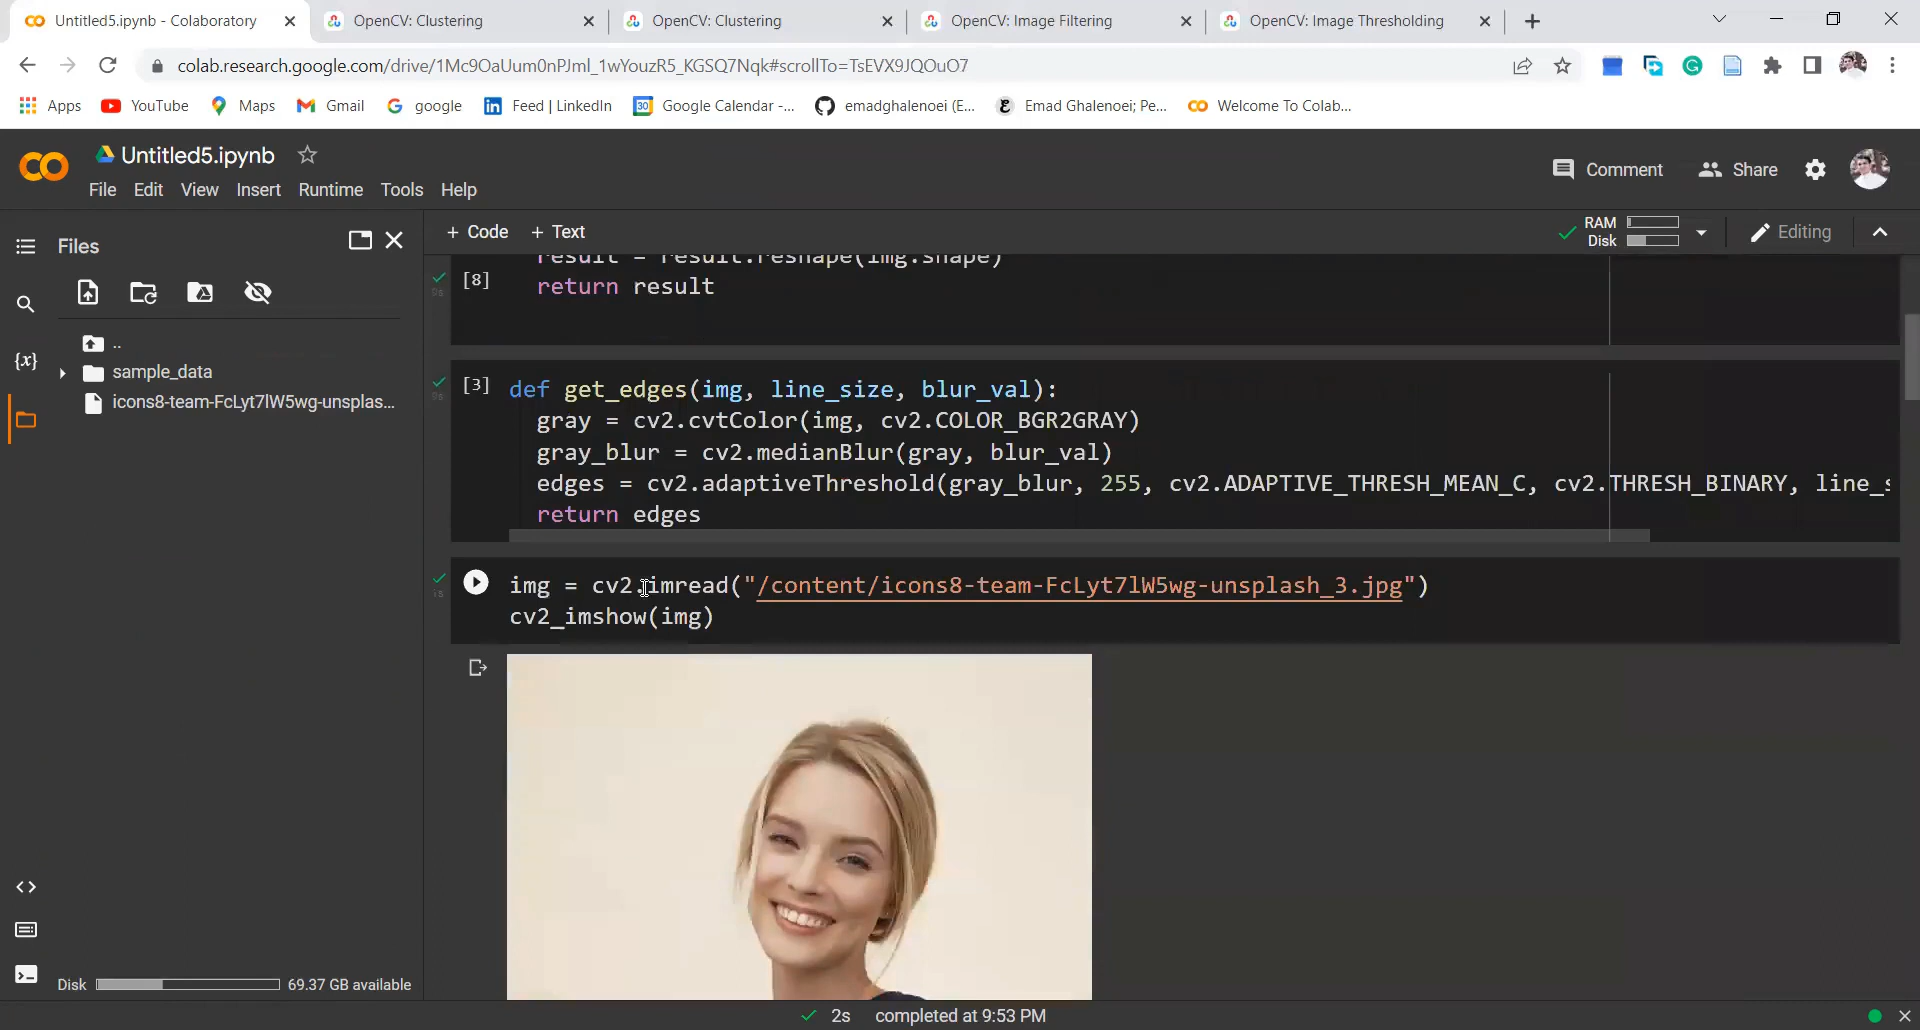 Untitled5.ipynb - Colaboratory
OpenCV: Clustering
OpenCV: Clustering
OpenCV: Image Filtering
OpenCV: Image Thresholding
colab.research.google.com/drive/1Mc9OaUum0nPJml_1wYouzR5_KGSQ7Nqk#scrollTo=TsEVX9JQOuO7
Apps
YouTube
Maps
Gmail
google
Feed | LinkedIn
Google Calendar -...
emadghalenoei (E...
Emad Ghalenoei; Pe...
Welcome To Colab...
Untitled5.ipynb
File Edit View Insert Runtime Tools Help
Comment
Share
Files
+ Code + Text
RAM
Disk
Editing
..
sample_data
icons8-team-FcLyt7lW5wg-unsplas...
result = result.reshape(img.shape)
[8] return result
[3] def get_edges(img, line_size, blur_val):
gray = cv2.cvtColor(img, cv2.COLOR_BGR2GRAY)
gray_blur = cv2.medianBlur(gray, blur_val)
edges = cv2.adaptiveThreshold(gray_blur, 255, cv2.ADAPTIVE_THRESH_MEAN_C, cv2.THRESH_BINARY, line_s
return edges
img = cv2.imread("/content/icons8-team-FcLyt7lW5wg-unsplash_3.jpg")
cv2_imshow(img)
Disk 69.37 GB available
2s completed at 9:53 PM